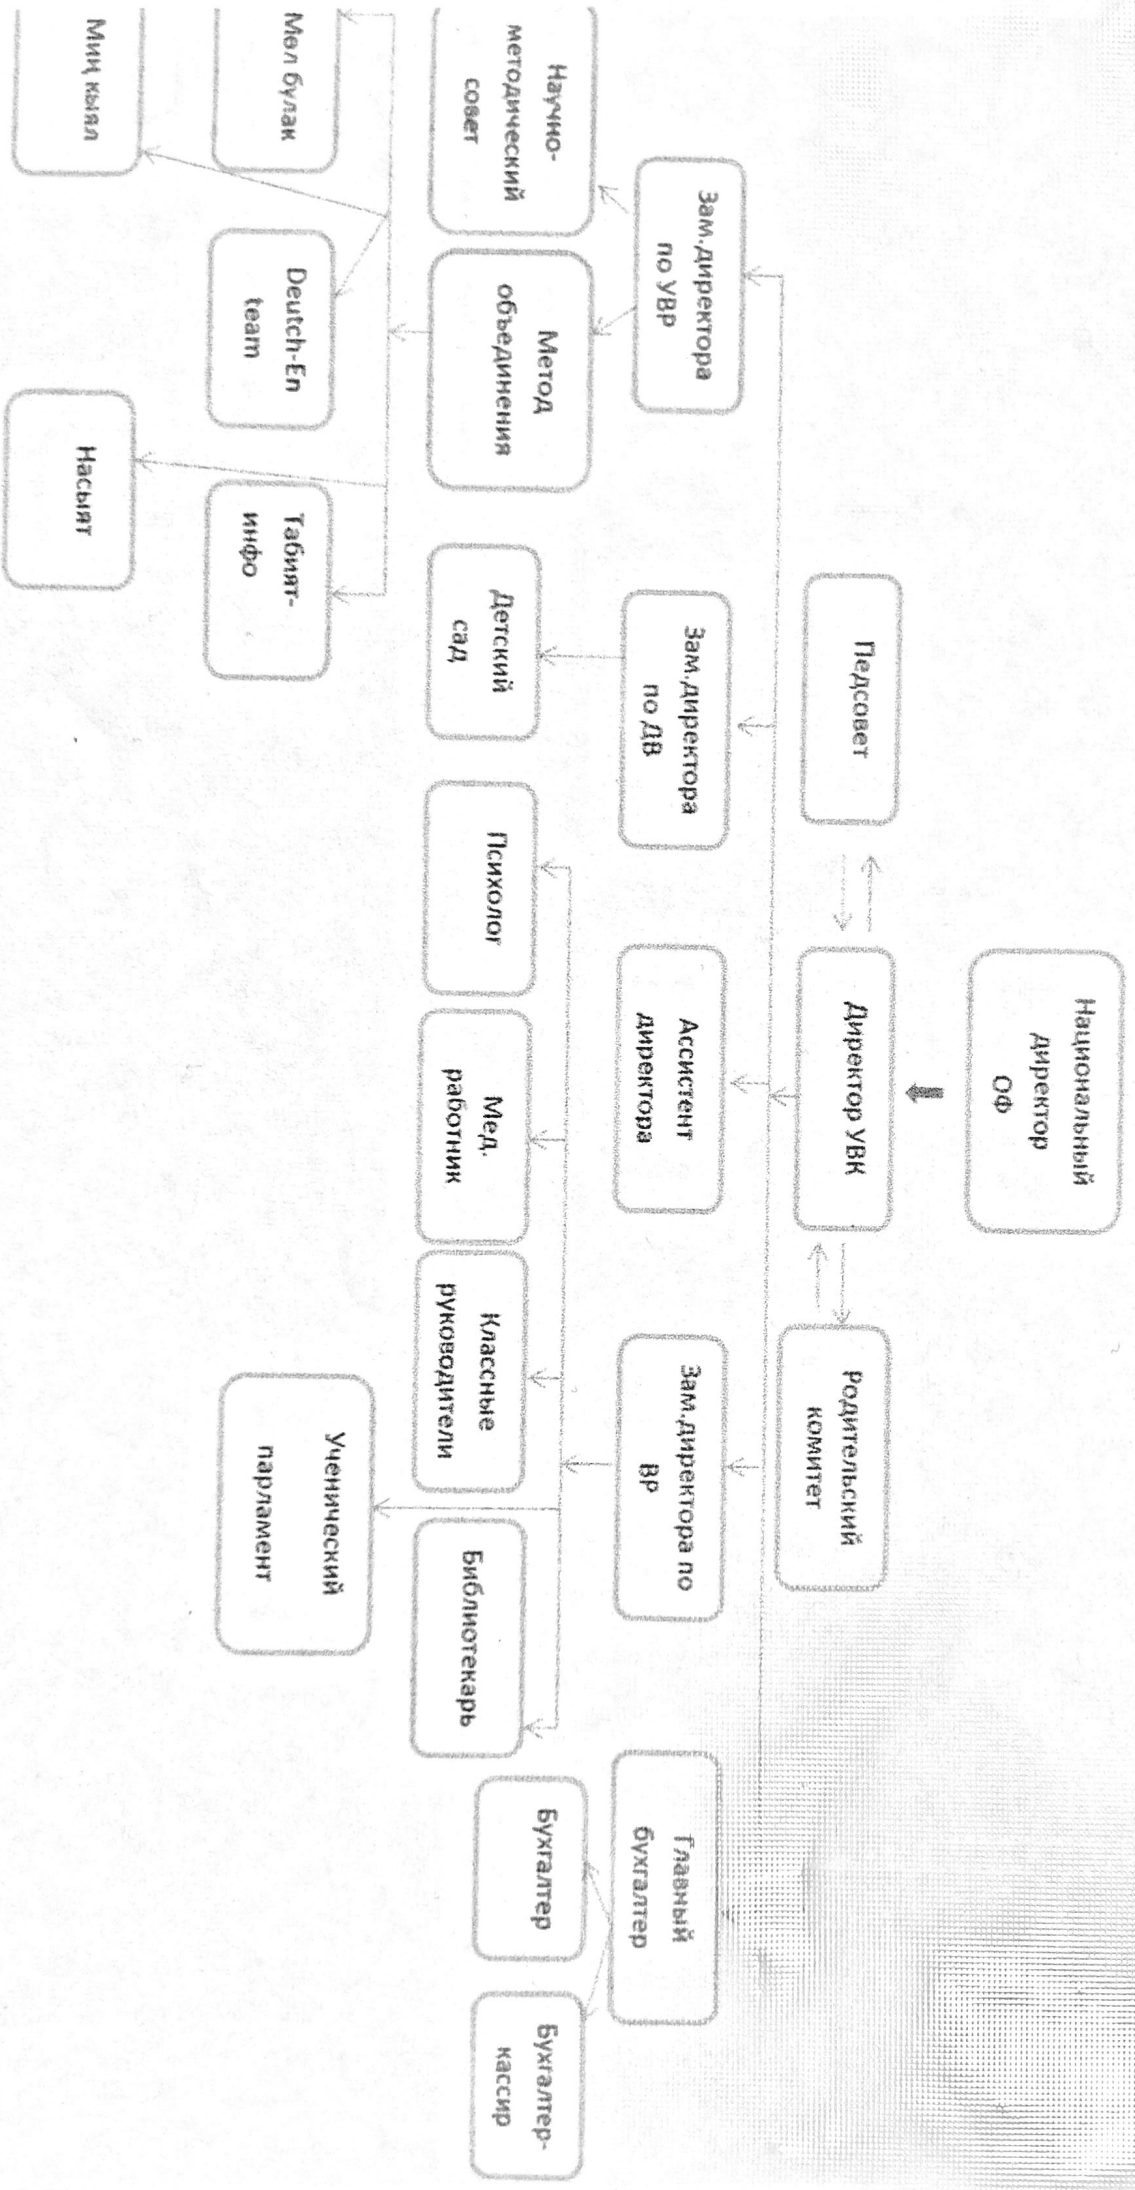 Национальный
директор
ОФ
Педсовет
Директор УВК
Родительский
комитет
Зам.директора
по УВР
Зам.директора
по ДВ
Ассистент
директора
Зам.директора по
ВР
Главный
бухгалтер
Научно-
методический
совет
Метод
объединения
Детский
сад
Психолог
Мед.
работник
Классные
руководители
Библиотекарь
Бухгалтер
Бухгалтер-
кассир
Мөл булак
Deutch-En
team
Табият-
инфо
Ученический
парламент
Миң кыял
Насыят